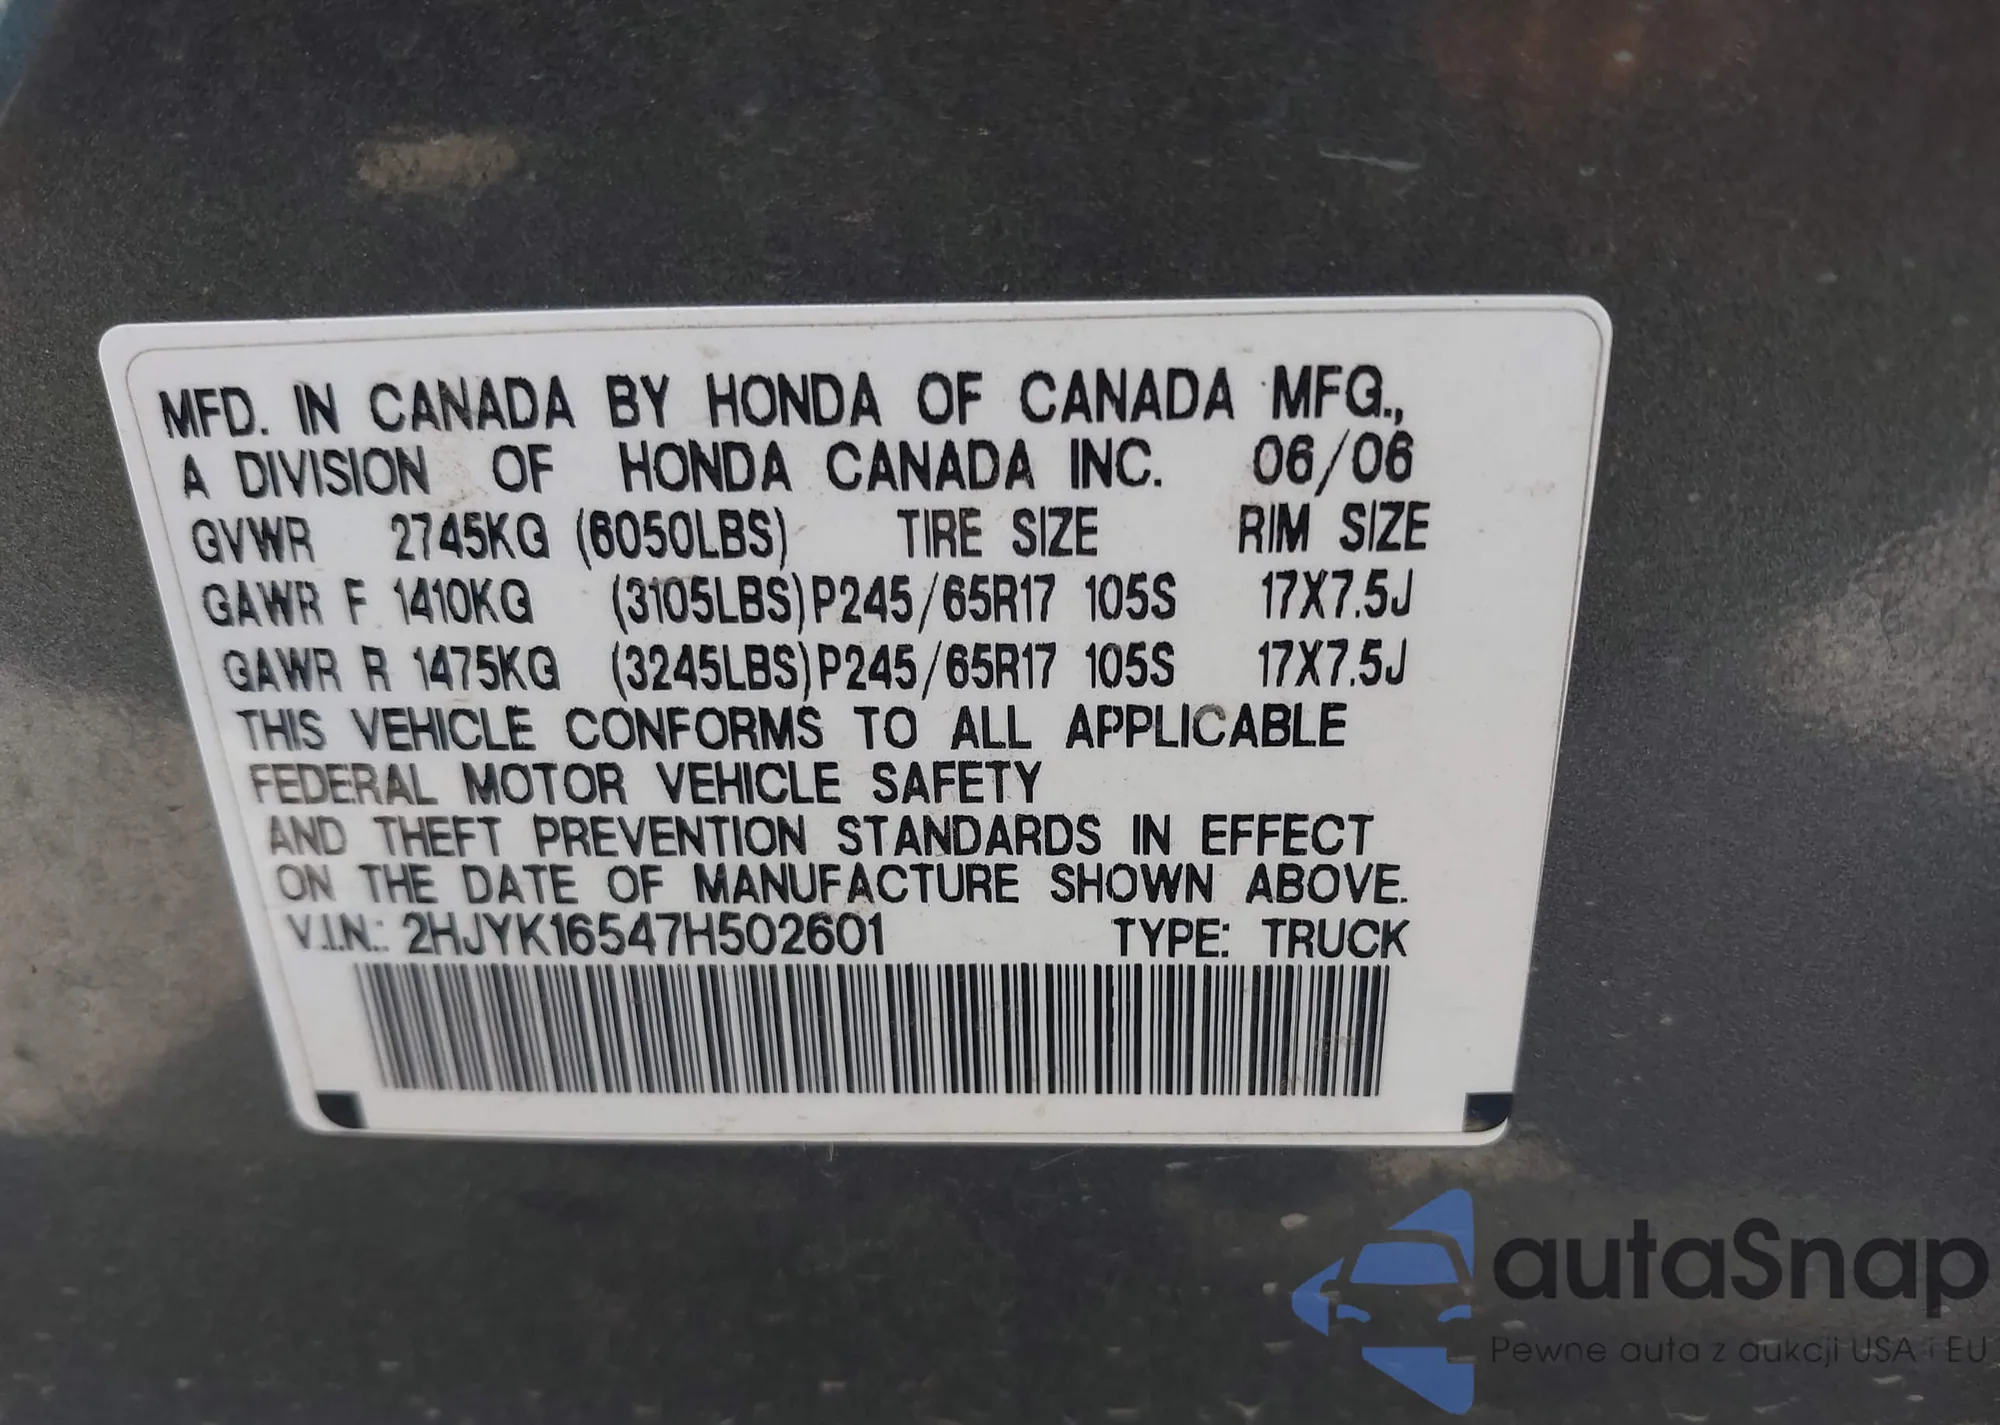 MFD. IN CANADA BY HONDA OF CANADA MFG.,
A DIVISION OF HONDA CANADA INC. 06/06
GVWR 2745KG (6050LBS) TIRE SIZE RIM SIZE
GAWR F 1410KG (3105LBS) P245/65R17 105S 17X7.5J
GAWR R 1475KG (3245LBS) P245/65R17 105S 17X7.5J
THIS VEHICLE CONFORMS TO ALL APPLICABLE
FEDERAL MOTOR VEHICLE SAFETY
AND THEFT PREVENTION STANDARDS IN EFFECT
ON THE DATE OF MANUFACTURE SHOWN ABOVE.
V.I.N.: 2HJYK16547H502601 TYPE: TRUCK
autaSnap
Pewne auta z aukcji USA i EU